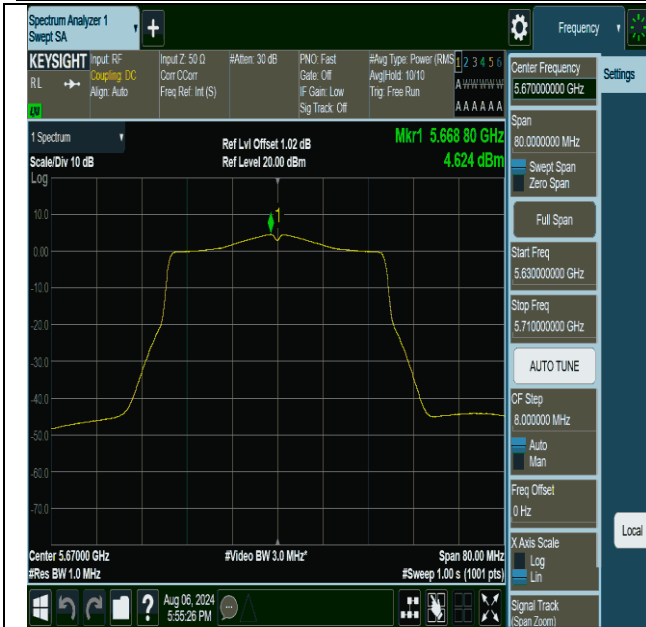 Spectrum Analyzer 1
Swept SA
Frequency
KEYSIGHT
RL
Input: RF
Coupling: DC
Align: Auto
Input Z: 50 Ω
Corr CCorr
Freq Ref: Int (S)
#Atten: 30 dB
PNO: Fast
Gate: Off
IF Gain: Low
Sig Track: Off
#Avg Type: Power (RMS
Avg|Hold: 10/10
Trig: Free Run
1 2 3 4 5 6
A W W W W W
A A A A A A
LXI
1 Spectrum
Scale/Div 10 dB
Ref Lvl Offset 1.02 dB
Ref Level 20.00 dBm
Mkr1 5.668 80 GHz
4.624 dBm
Log
10.0
0.00
-10.0
-20.0
-30.0
-40.0
-50.0
-60.0
-70.0
1
Center 5.67000 GHz
#Res BW 1.0 MHz
#Video BW 3.0 MHz*
Span 80.00 MHz
#Sweep 1.00 s (1001 pts)
Center Frequency
5.670000000 GHz
Settings
Span
80.0000000 MHz
Swept Span
Zero Span
Full Span
Start Freq
5.630000000 GHz
Stop Freq
5.710000000 GHz
AUTO TUNE
CF Step
8.000000 MHz
Auto
Man
Freq Offset
0 Hz
X Axis Scale
Log
Lin
Local
Signal Track
(Span Zoom)
?
Aug 06, 2024
5:55:26 PM